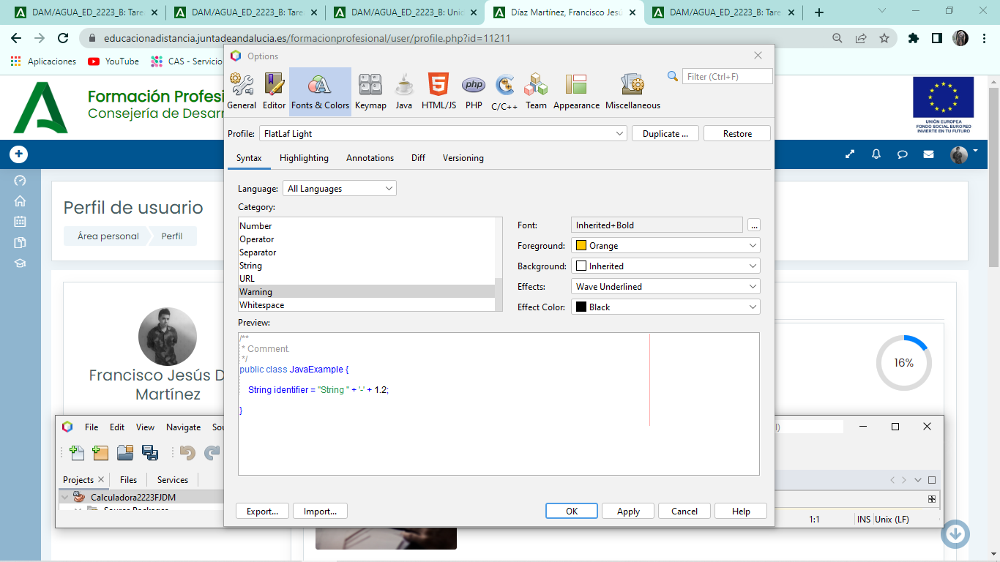 DAM/AGUA_ED_2223_B: Tare
DAM/AGUA_ED_2223_B: Tare
DAM/AGUA_ED_2223_B: Unid
Díaz Martínez, Francisco Jesús
DAM/AGUA_ED_2223_B: Tare
educacionadistancia.juntadeandalucia.es/formacionprofesional/user/profile.php?id=11211
Aplicaciones
YouTube
CAS - Servicio
Formación Profesi
Consejería de Desarr
UNIÓN EUROPEA
FONDO SOCIAL EUROPEO
INVIERTE EN TU FUTURO
Perfil de usuario
Área personal
Perfil
Francisco Jesús D
Martínez
16%
Options
General
Editor
Fonts & Colors
Keymap
Java
HTML/JS
PHP
C/C++
Team
Appearance
Miscellaneous
Filter (Ctrl+F)
Profile:
FlatLaf Light
Duplicate ...
Restore
Syntax
Highlighting
Annotations
Diff
Versioning
Language:
All Languages
Category:
Number
Operator
Separator
String
URL
Warning
Whitespace
Font:
Inherited+Bold
...
Foreground:
Orange
Background:
Inherited
Effects:
Wave Underlined
Effect Color:
Black
Preview:
/**
* Comment.
*/
public class JavaExample {
String identifier = "String " + '-' + 1.2;
}
Export...
Import...
OK
Apply
Cancel
Help
File
Edit
View
Navigate
Sou
Projects
Files
Services
Calculadora2223FJDM
Source Packages
1:1
INS
Unix (LF)